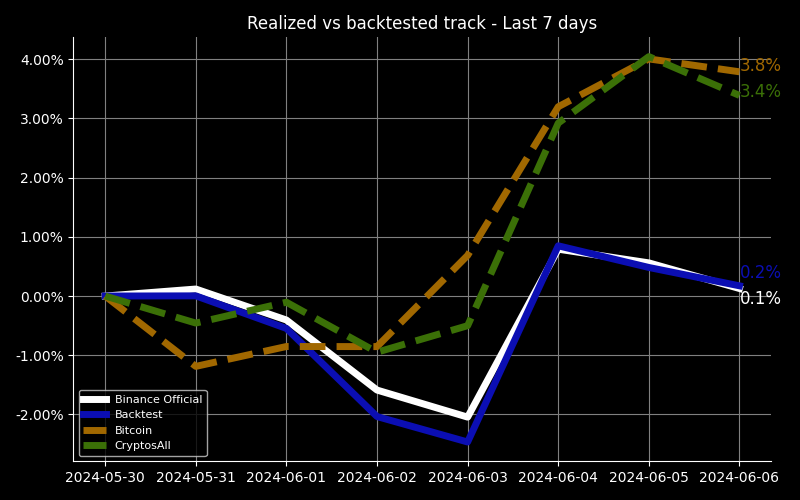 Realized vs backtested track - Last 7 days
4.00%
3.00%
2.00%
1.00%
0.00%
-1.00%
-2.00%
3.8%
3.4%
0.2%
0.1%
Binance Official
Backtest
Bitcoin
CryptosAll
2024-05-30 2024-05-31 2024-06-01 2024-06-02 2024-06-03 2024-06-04 2024-06-05 2024-06-06